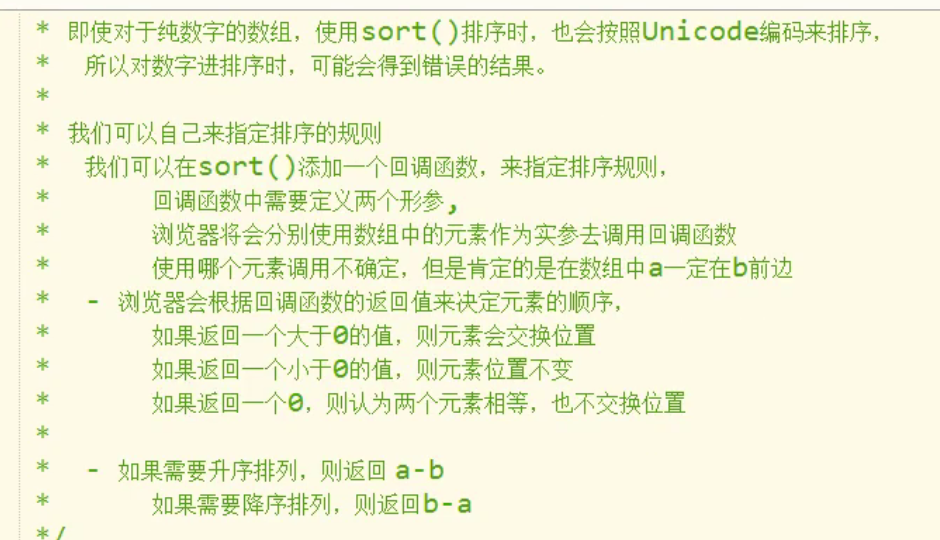 * 即使对于纯数字的数组，使用sort()排序时，也会按照Unicode编码来排序，
* 所以对数字进排序时，可能会得到错误的结果。
*
* 我们可以自己来指定排序的规则
* 我们可以在sort()添加一个回调函数，来指定排序规则，
* 回调函数中需要定义两个形参,
* 浏览器将会分别使用数组中的元素作为实参去调用回调函数
* 使用哪个元素调用不确定，但是肯定的是在数组中a一定在b前边
* - 浏览器会根据回调函数的返回值来决定元素的顺序，
* 如果返回一个大于0的值，则元素会交换位置
* 如果返回一个小于0的值，则元素位置不变
* 如果返回一个0，则认为两个元素相等，也不交换位置
*
* - 如果需要升序排列，则返回 a-b
* 如果需要降序排列，则返回b-a
*/